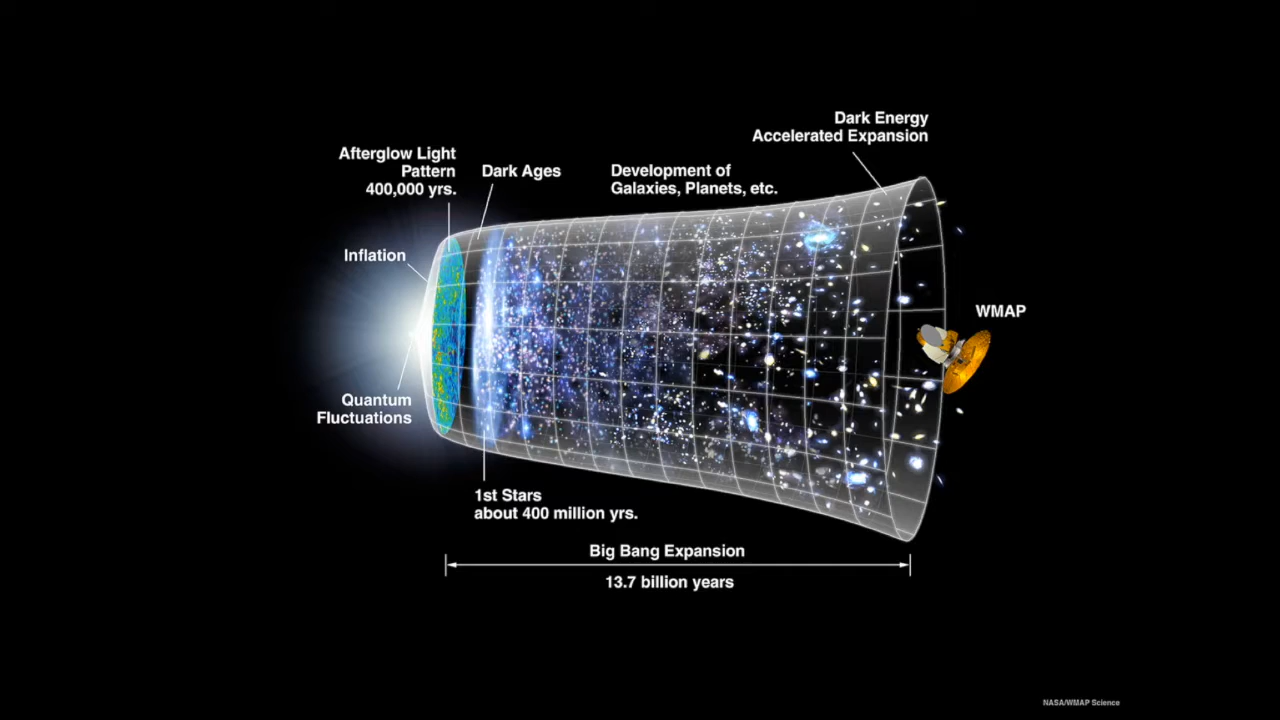 Dark Energy
Accelerated Expansion
Afterglow Light
Pattern
400,000 yrs.
Dark Ages
Development of
Galaxies, Planets, etc.
Inflation
WMAP
Quantum
Fluctuations
1st Stars
about 400 million yrs.
Big Bang Expansion
13.7 billion years
NASA/WMAP Science